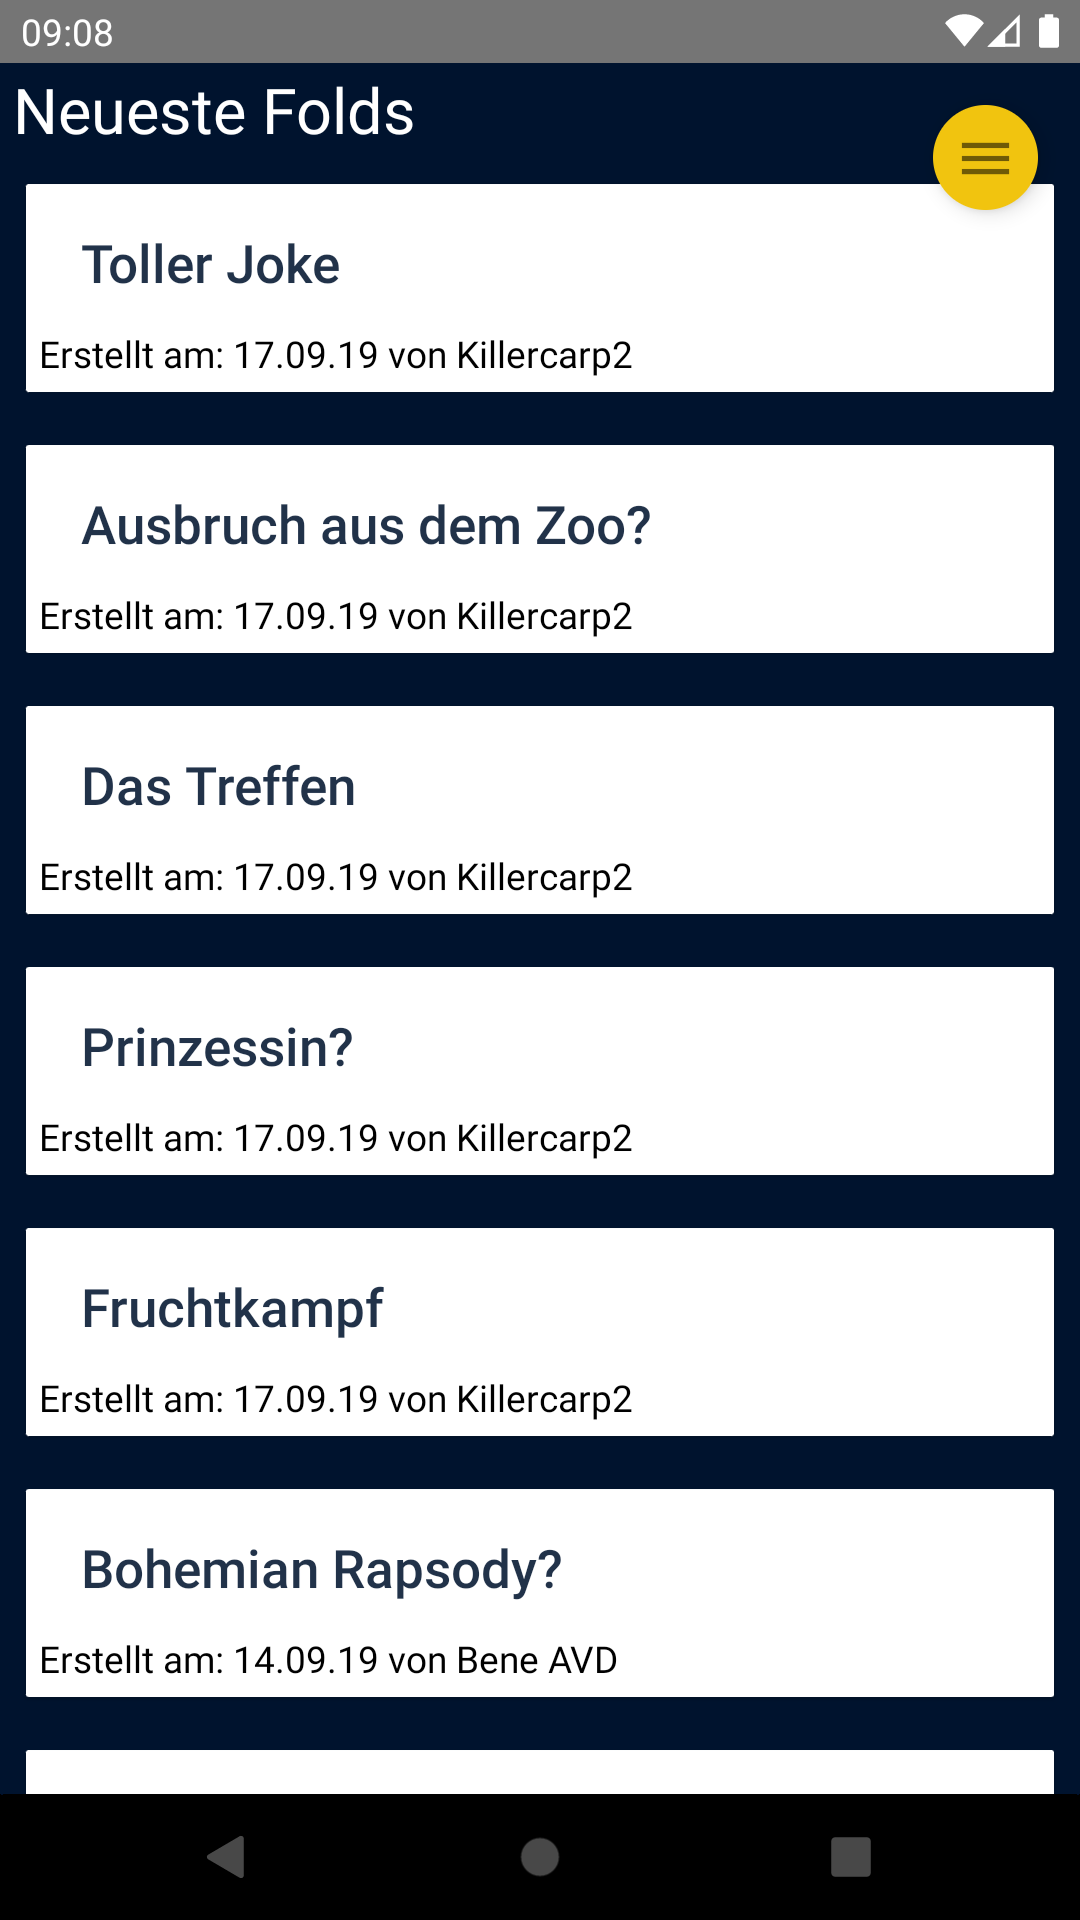 09:08
Neueste Folds
Toller Joke
Erstellt am: 17.09.19 von Killercarp2
Ausbruch aus dem Zoo?
Erstellt am: 17.09.19 von Killercarp2
Das Treffen
Erstellt am: 17.09.19 von Killercarp2
Prinzessin?
Erstellt am: 17.09.19 von Killercarp2
Fruchtkampf
Erstellt am: 17.09.19 von Killercarp2
Bohemian Rapsody?
Erstellt am: 14.09.19 von Bene AVD